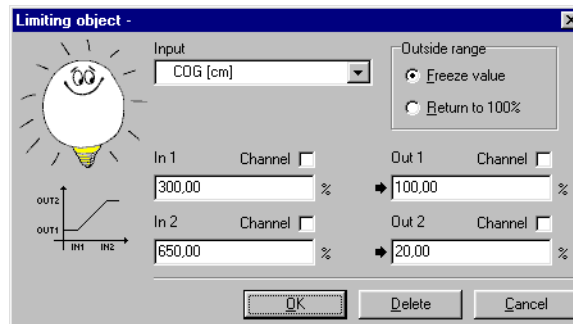 Limiting object -
Input
COG [cm]
Outside range
Freeze value
Return to 100%
In 1 Channel
Out 1 Channel
300,00 %
100,00 %
In 2 Channel
Out 2 Channel
650,00 %
20,00 %
OUT2
OUT1
IN1 IN2
OK Delete Cancel